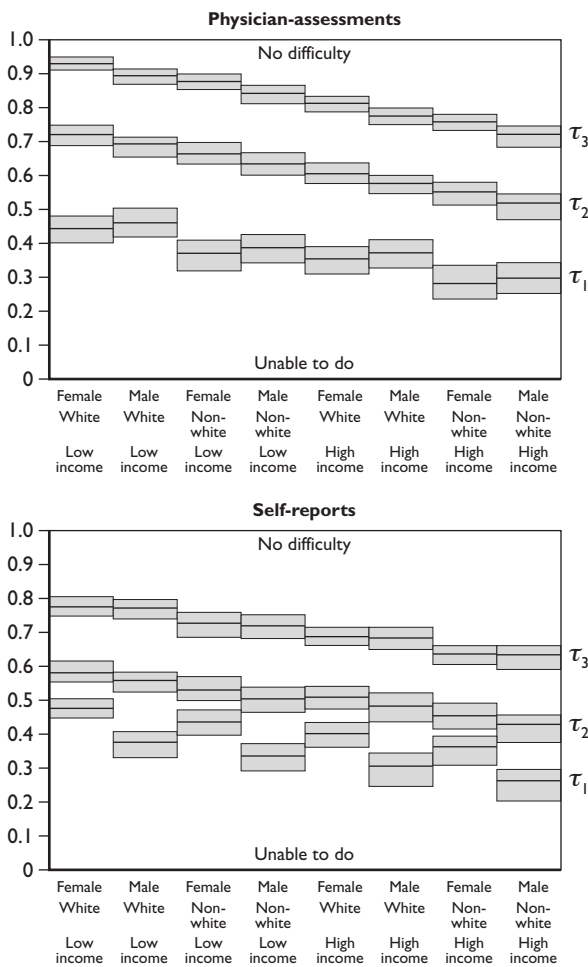 Physician-assessments
1.0
No difficulty
0.9
0.8
0.7
τ3
0.6
0.5
τ2
0.4
0.3
τ1
0.2
0.1
Unable to do
0
Female Male Female Male Female Male Female Male
White White Non-white Non-white White White Non-white Non-white
Low income Low income Low income Low income High income High income High income High income
Self-reports
1.0
No difficulty
0.9
0.8
0.7
τ3
0.6
0.5
τ2
0.4
0.3
τ1
0.2
0.1
Unable to do
0
Female Male Female Male Female Male Female Male
White White Non-white Non-white White White Non-white Non-white
Low income Low income Low income Low income High income High income High income High income